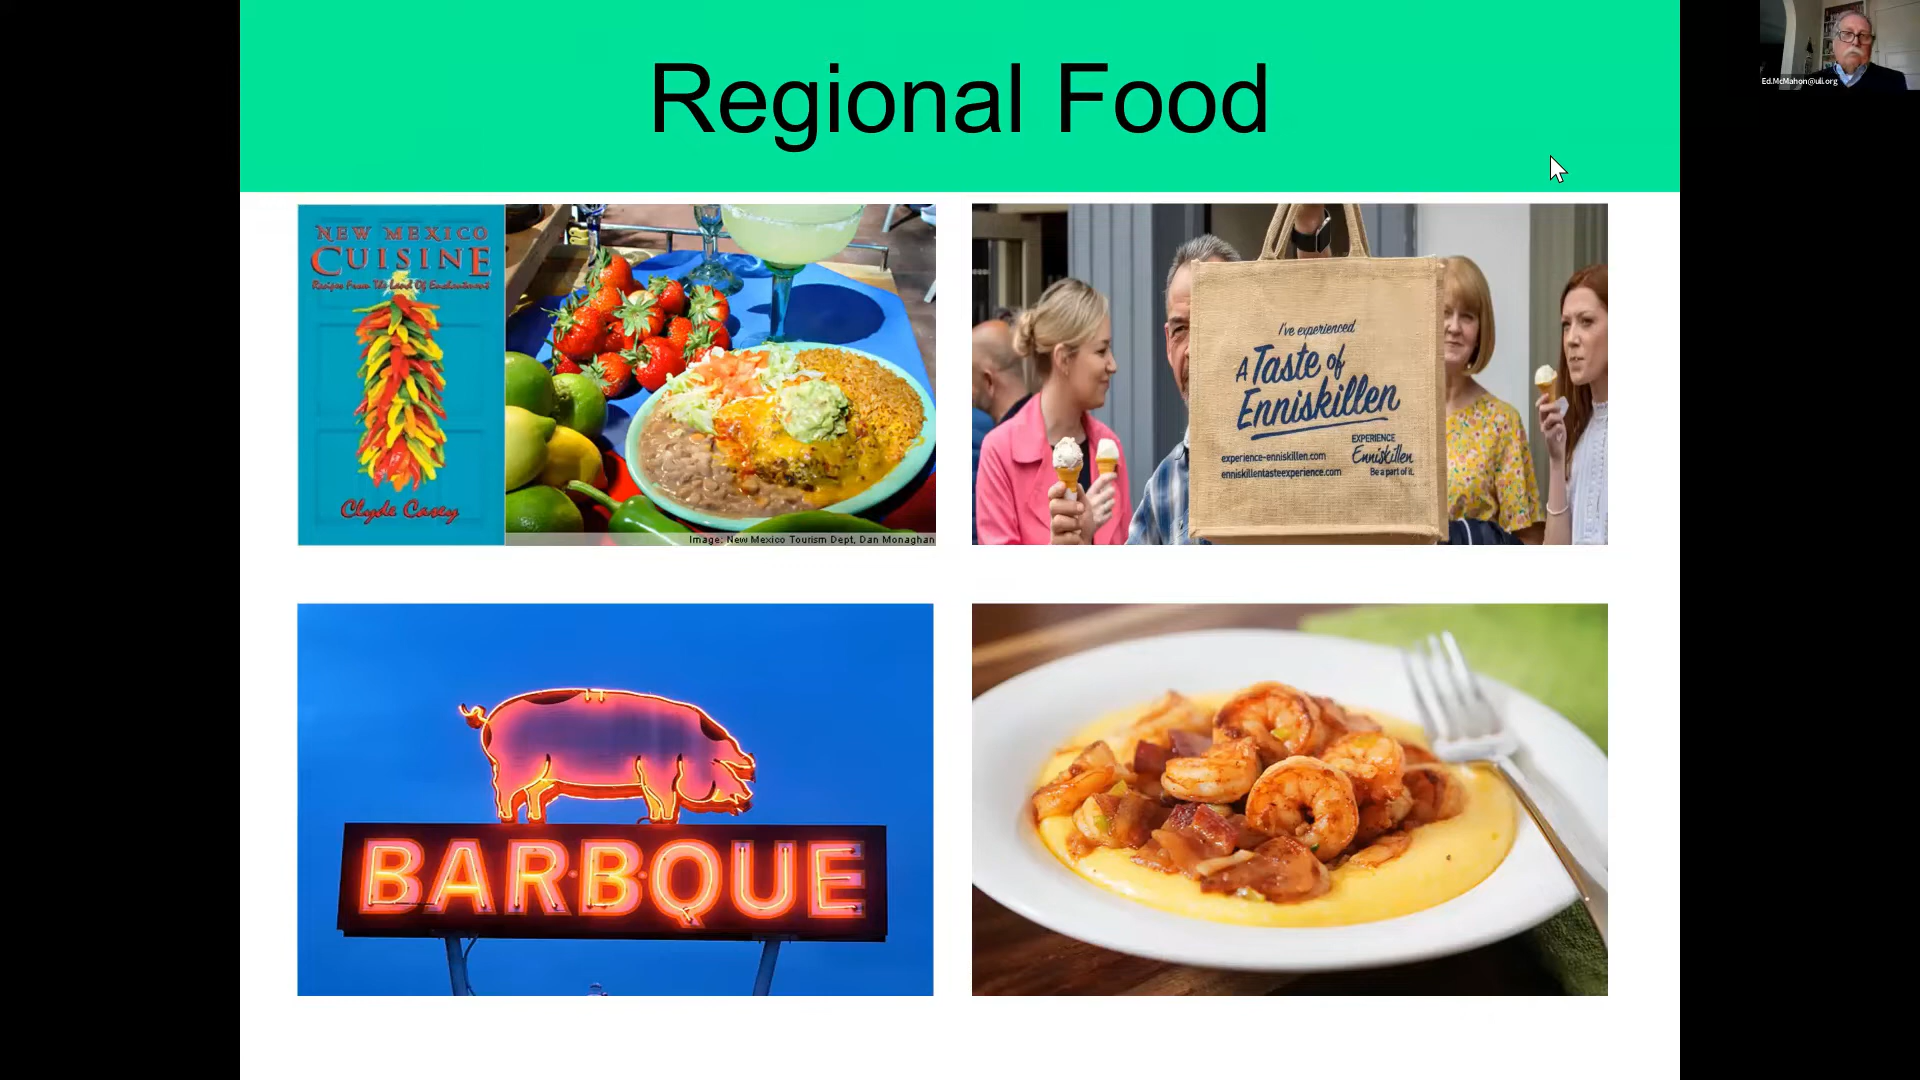 Regional Food
Ed.McMahon@uli.org
NEW MEXICO
CUISINE
Recipes From The Land Of Enchantment
Clyde Casey
Image: New Mexico Tourism Dept, Dan Monaghan
I've experienced
A Taste of
Enniskillen
EXPERIENCE
Enniskillen
Be a part of it.
experience-enniskillen.com
enniskillentasteexperience.com
BAR·B·QUE